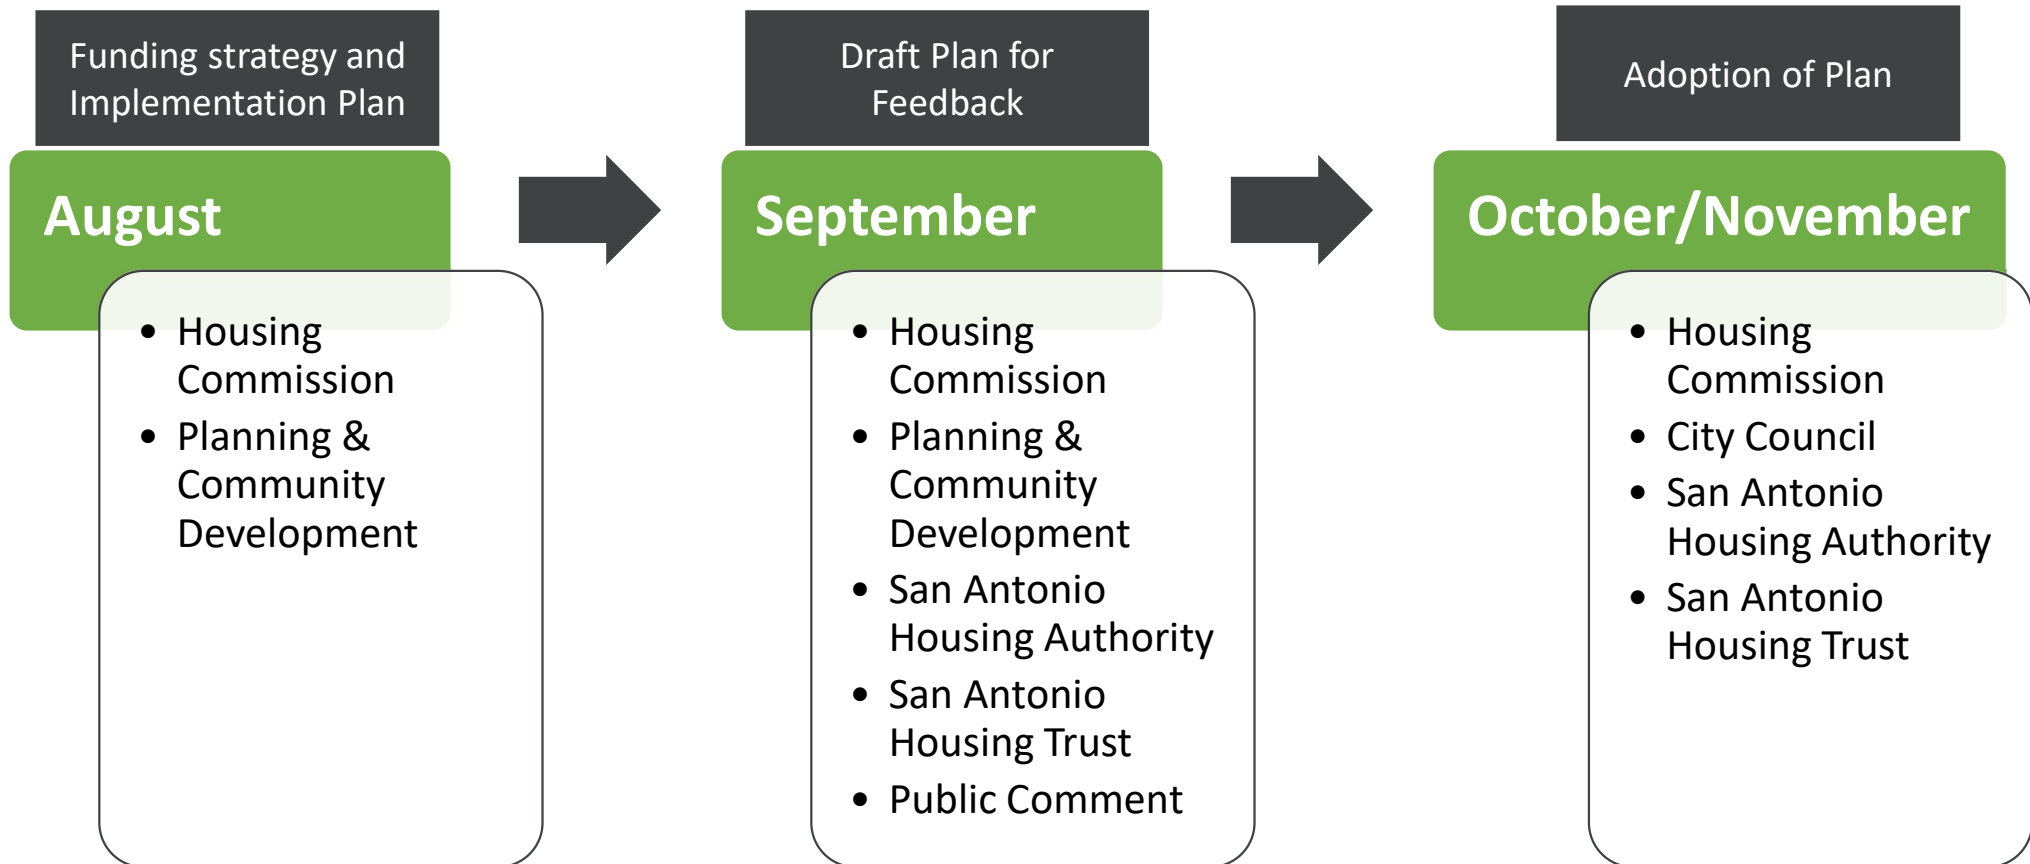 Funding strategy and
Implementation Plan
August
• Housing
Commission
• Planning &
Community
Development
Draft Plan for
Feedback
September
• Housing
Commission
• Planning &
Community
Development
• San Antonio
Housing Authority
• San Antonio
Housing Trust
• Public Comment
Adoption of Plan
October/November
• Housing
Commission
• City Council
• San Antonio
Housing Authority
• San Antonio
Housing Trust